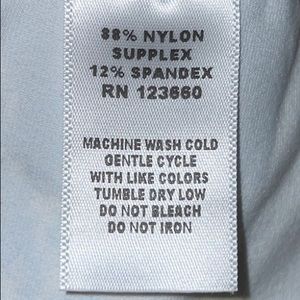 88% NYLON
SUPPLEX
12% SPANDEX
RN 123660
MACHINE WASH COLD
GENTLE CYCLE
WITH LIKE COLORS
TUMBLE DRY LOW
DO NOT BLEACH
DO NOT IRON